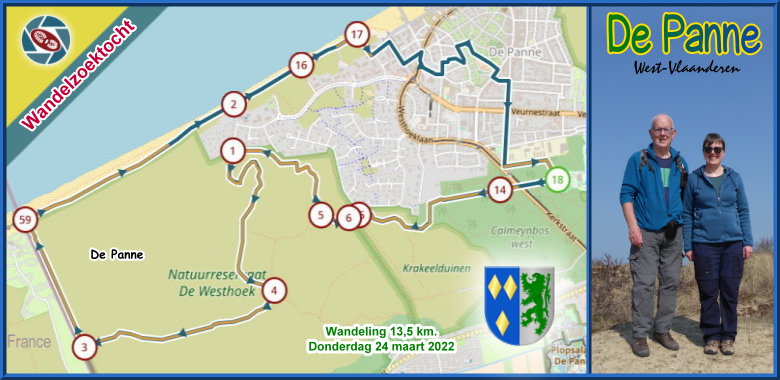 Wandelzoektocht
17
16
De Panne
2
Veurnestraat
1
18
14
5
6
Kerkstraat
59
Calmeynbos
-west
De Panne
Natuurreservaat
De Westhoek
4
Krakeelduinen
France
3
Wandeling 13,5 km.
Donderdag 24 maart 2022
Plopsaland
De Panne
De Panne
West-Vlaanderen